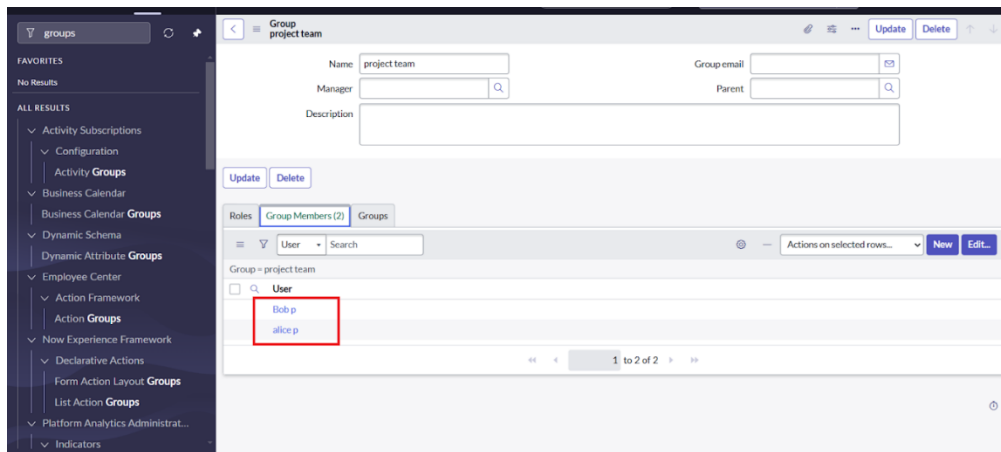 groups
FAVORITES
No Results
ALL RESULTS
Activity Subscriptions
Configuration
Activity Groups
Business Calendar
Business Calendar Groups
Dynamic Schema
Dynamic Attribute Groups
Employee Center
Action Framework
Action Groups
Now Experience Framework
Declarative Actions
Form Action Layout Groups
List Action Groups
Platform Analytics Administrat...
Indicators
Group
project team
Update Delete
Name project team Group email
Manager Parent
Description
Update Delete
Roles Group Members (2) Groups
User Search Actions on selected rows... New Edit...
Group = project team
User
Bob p
alice p
1 to 2 of 2